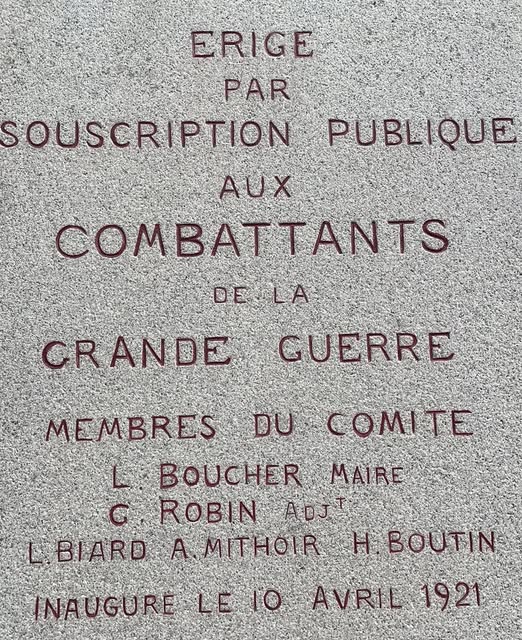 ERIGE
PAR
SOUSCRIPTION PUBLIQUE
AUX
COMBATTANTS
DE LA
GRANDE GUERRE
MEMBRES DU COMITE
L. BOUCHER MAIRE
G. ROBIN ADJT
L. BIARD A. MITHOIR H. BOUTIN
INAUGURE LE 10 AVRIL 1921